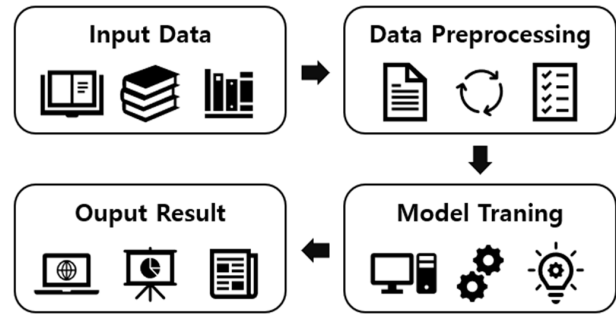 Input Data
Data Preprocessing
Model Traning
Ouput Result